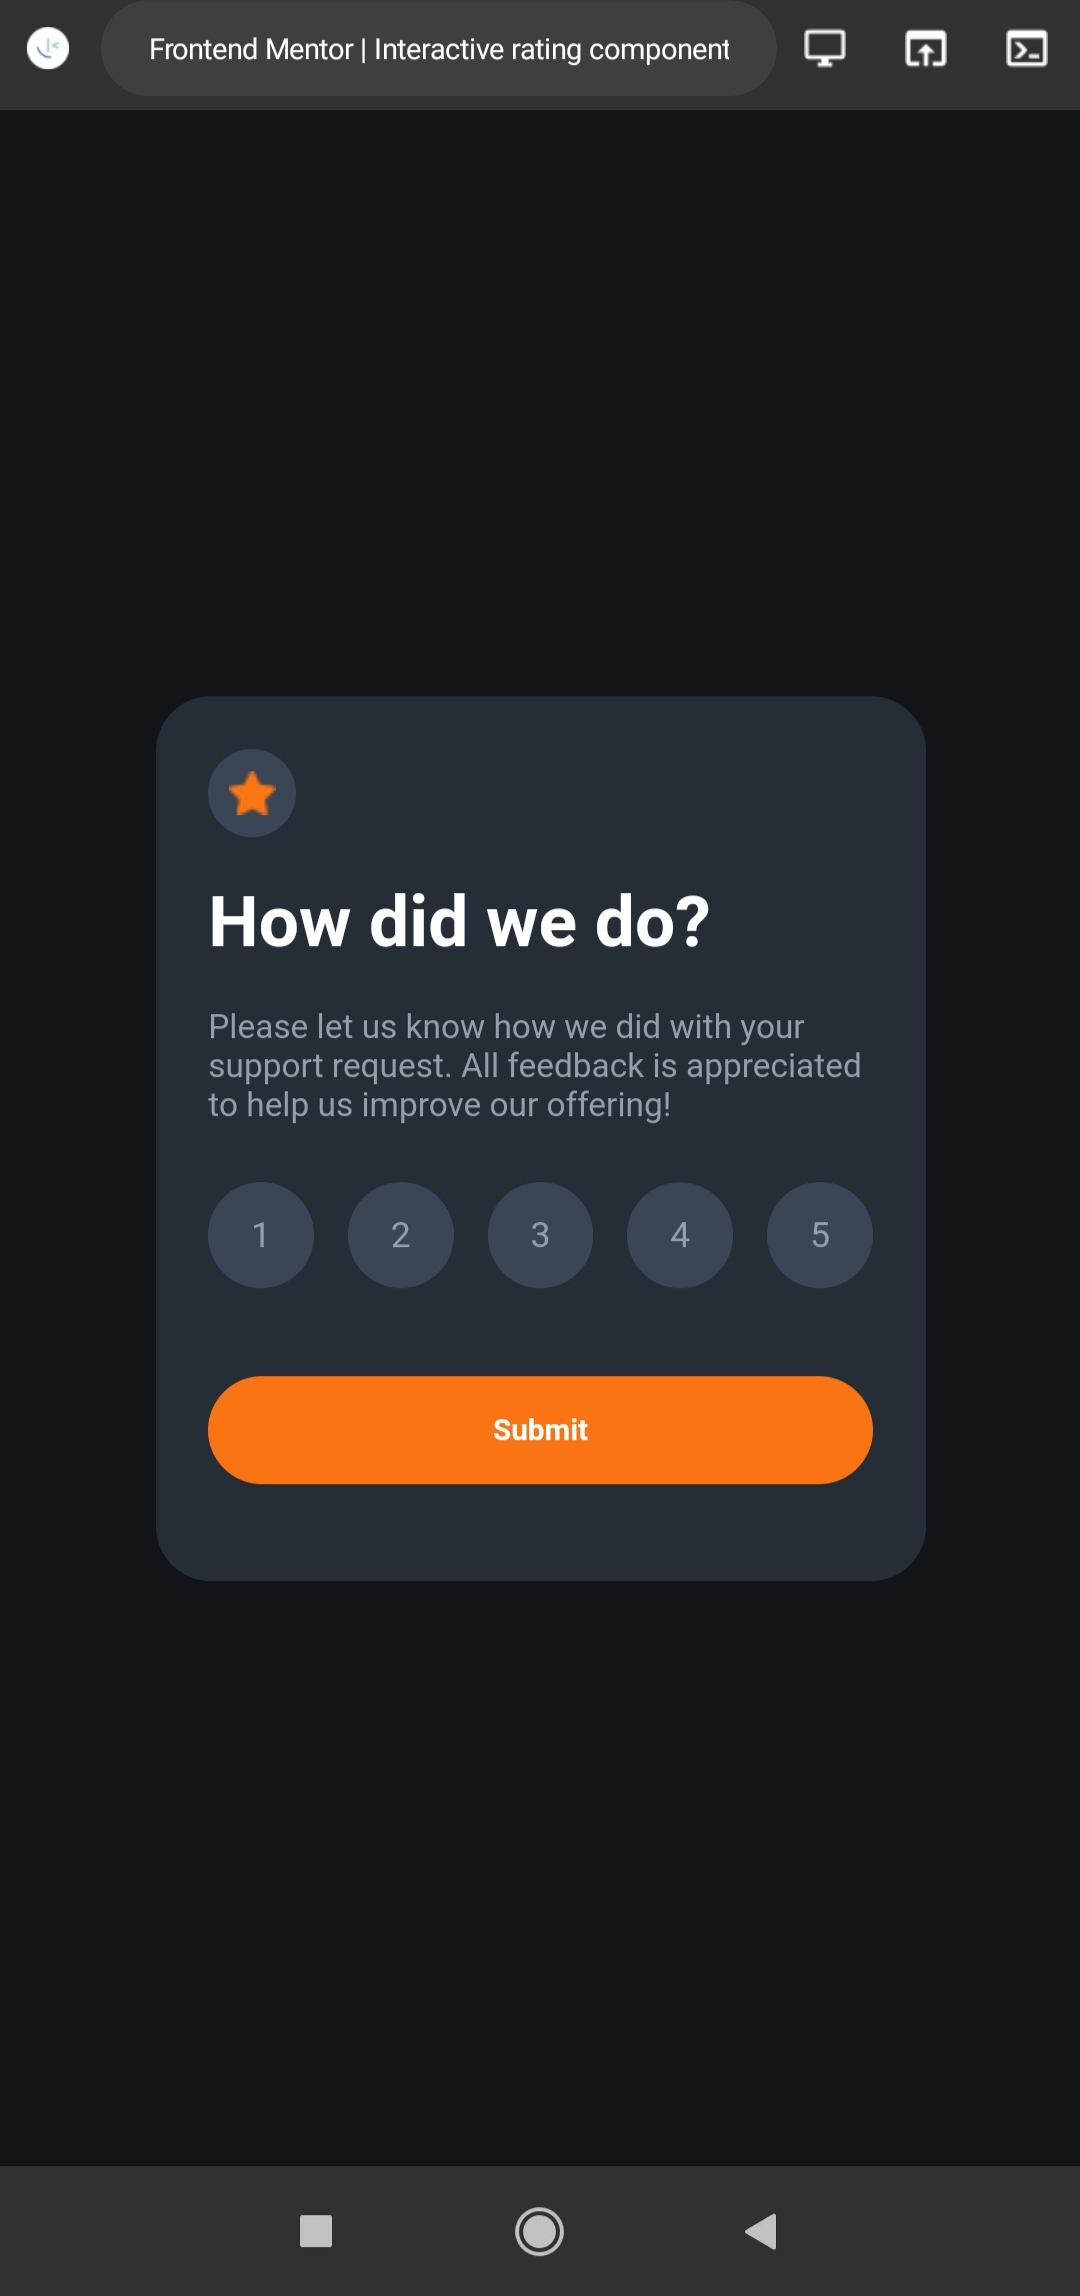 Frontend Mentor | Interactive rating component
How did we do?
Please let us know how we did with your
support request. All feedback is appreciated
to help us improve our offering!
1 2 3 4 5
Submit